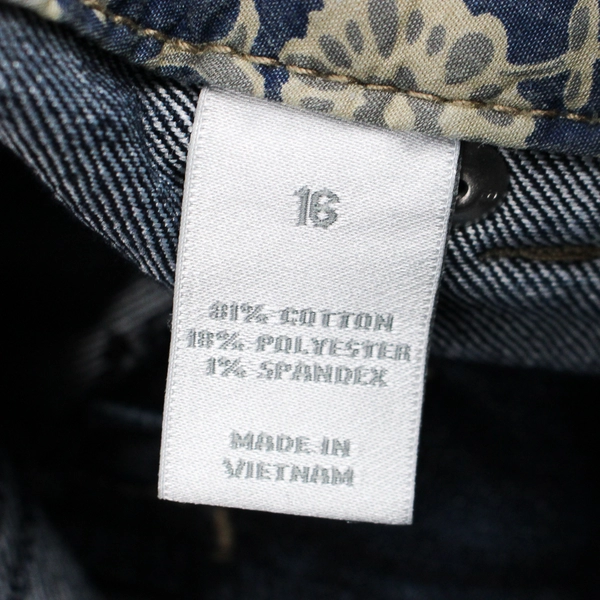 16
81% COTTON
18% POLYESTER
1% SPANDEX
MADE IN
VIETNAM